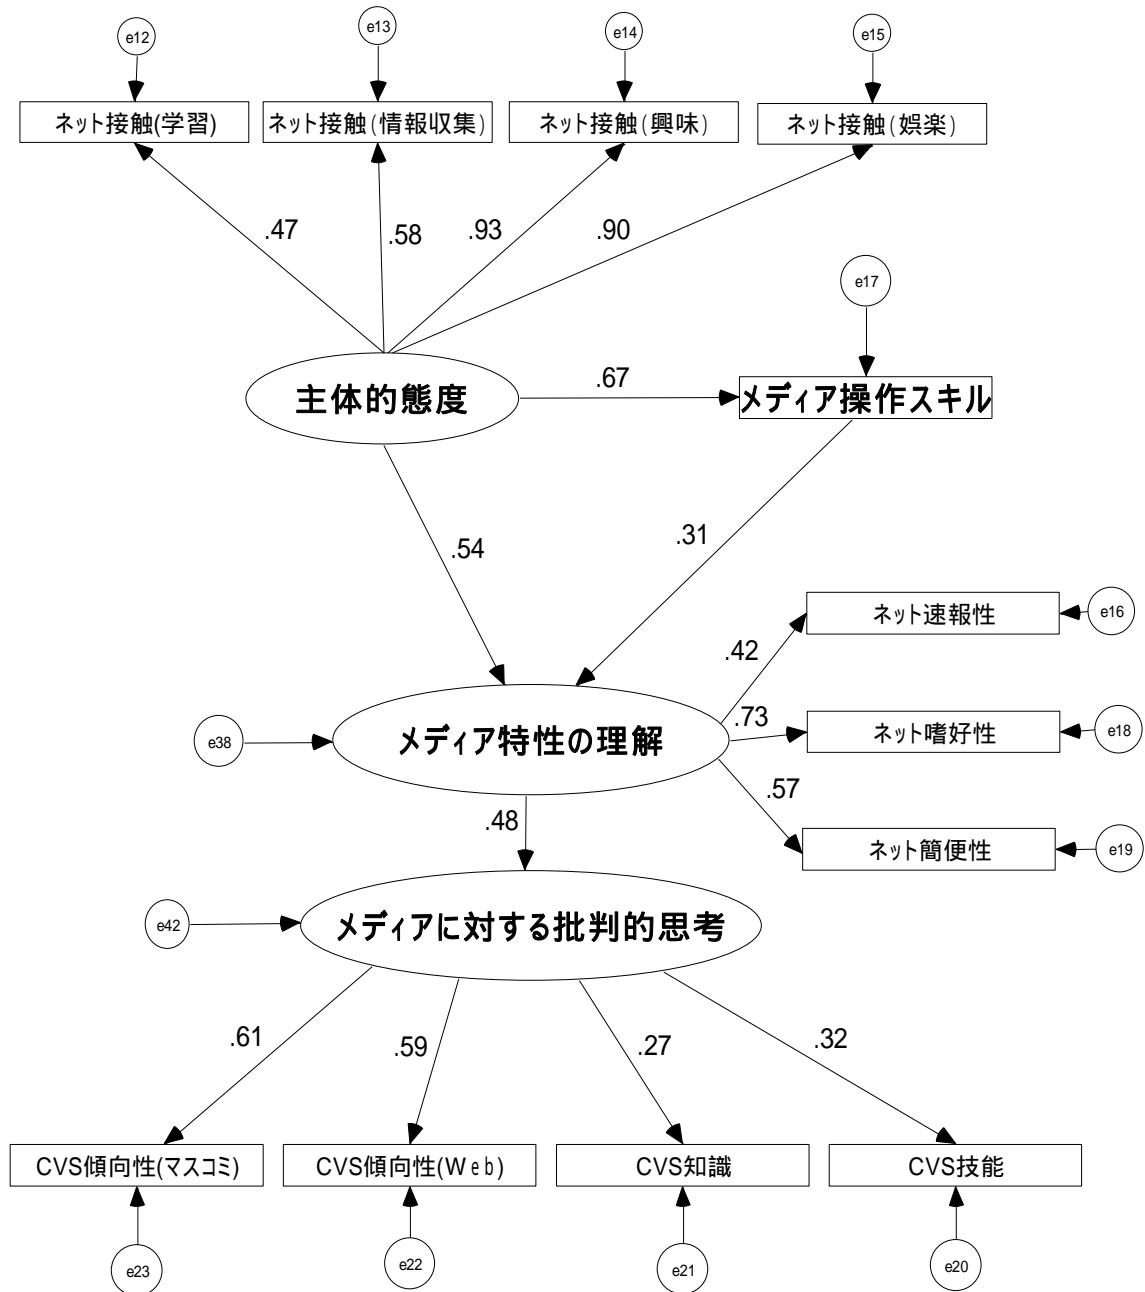 e12
e13
e14
e15
ネット接触(学習)
ネット接触(情報収集)
ネット接触(興味)
ネット接触(娯楽)
.47
.58
.93
.90
e17
主体的態度
.67
メディア操作スキル
.54
.31
ネット速報性
e16
.42
メディア特性の理解
e38
.73
ネット嗜好性
e18
.57
.48
ネット簡便性
e19
e42
メディアに対する批判的思考
.61
.59
.27
.32
CVS傾向性(マスコミ)
CVS傾向性(Web)
CVS知識
CVS技能
e23
e22
e21
e20